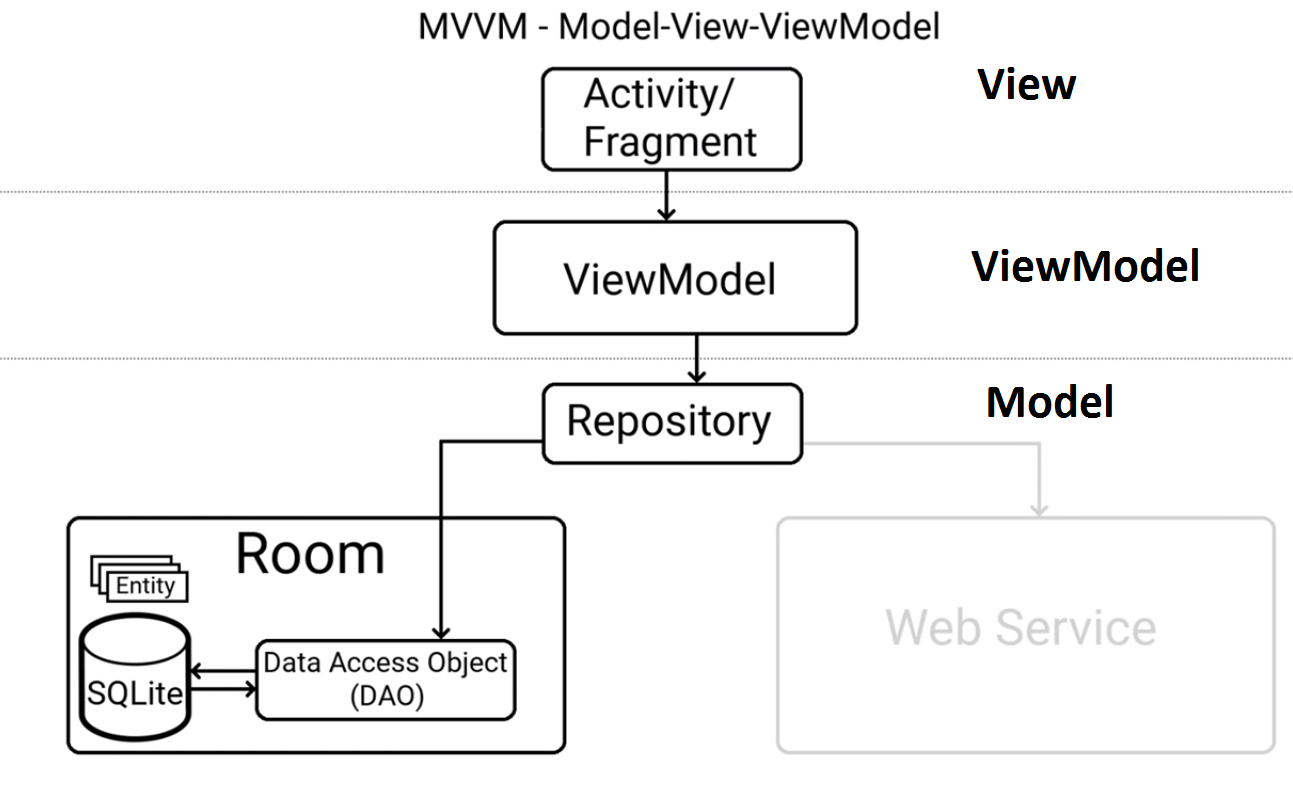 MVVM - Model-View-ViewModel
Activity/
Fragment
View
ViewModel
ViewModel
Repository
Model
Room
Entity
SQLite
Data Access Object
(DAO)
Web Service